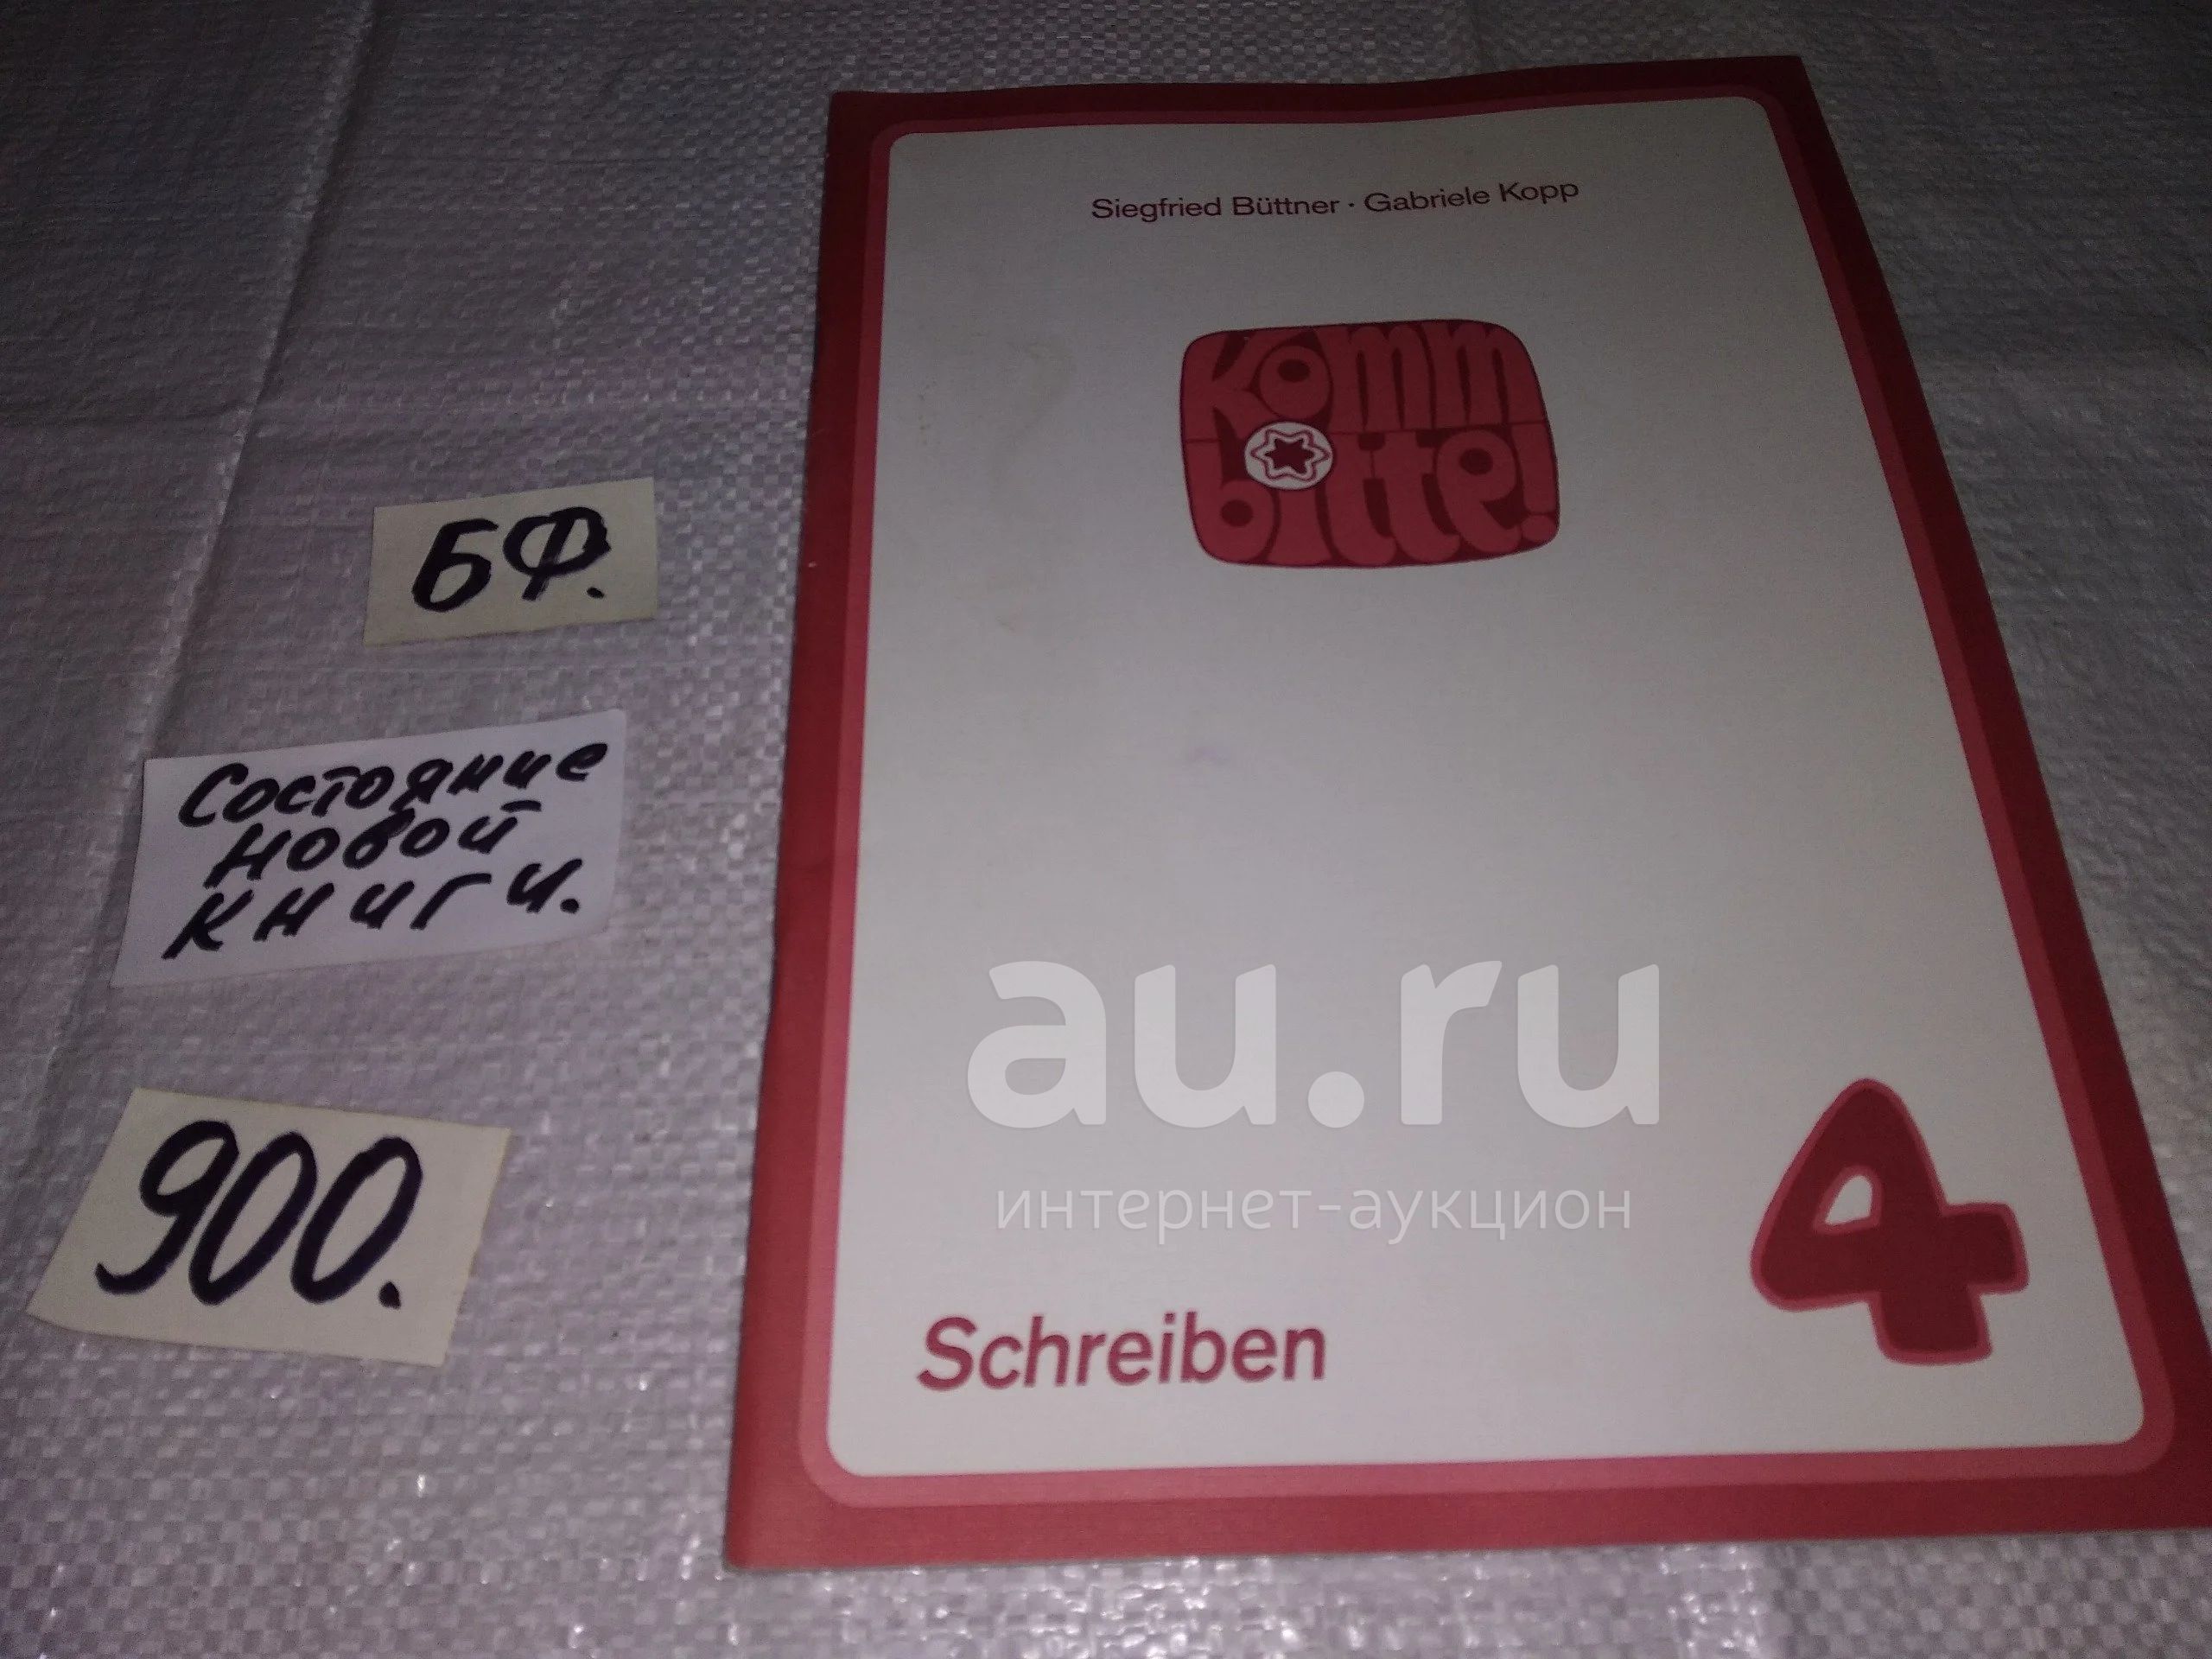 Siegfried Büttner · Gabriele Kopp
Komm
bitte!
БФ.
Состояние
новой
книги.
900.
au.ru
интернет-аукцион
4
Schreiben